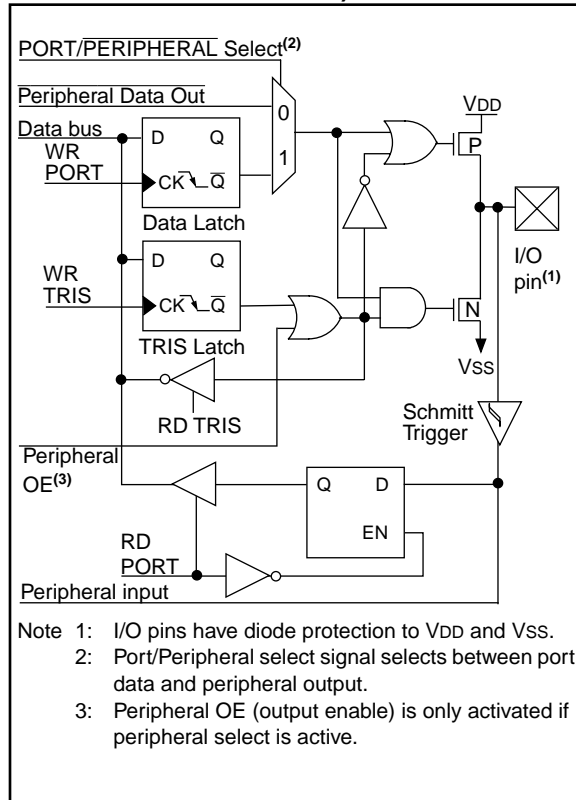 PORT/PERIPHERAL Select(2)
Peripheral Data Out
Data bus
WR
PORT
D Q
CK Q
Data Latch
0
1
VDD
P
I/O
pin(1)
WR
TRIS
D Q
CK Q
TRIS Latch
N
VSS
RD TRIS
Schmitt
Trigger
Peripheral
OE(3)
Q D
EN
RD
PORT
Peripheral input
Note 1: I/O pins have diode protection to VDD and VSS.
2: Port/Peripheral select signal selects between port
data and peripheral output.
3: Peripheral OE (output enable) is only activated if
peripheral select is active.